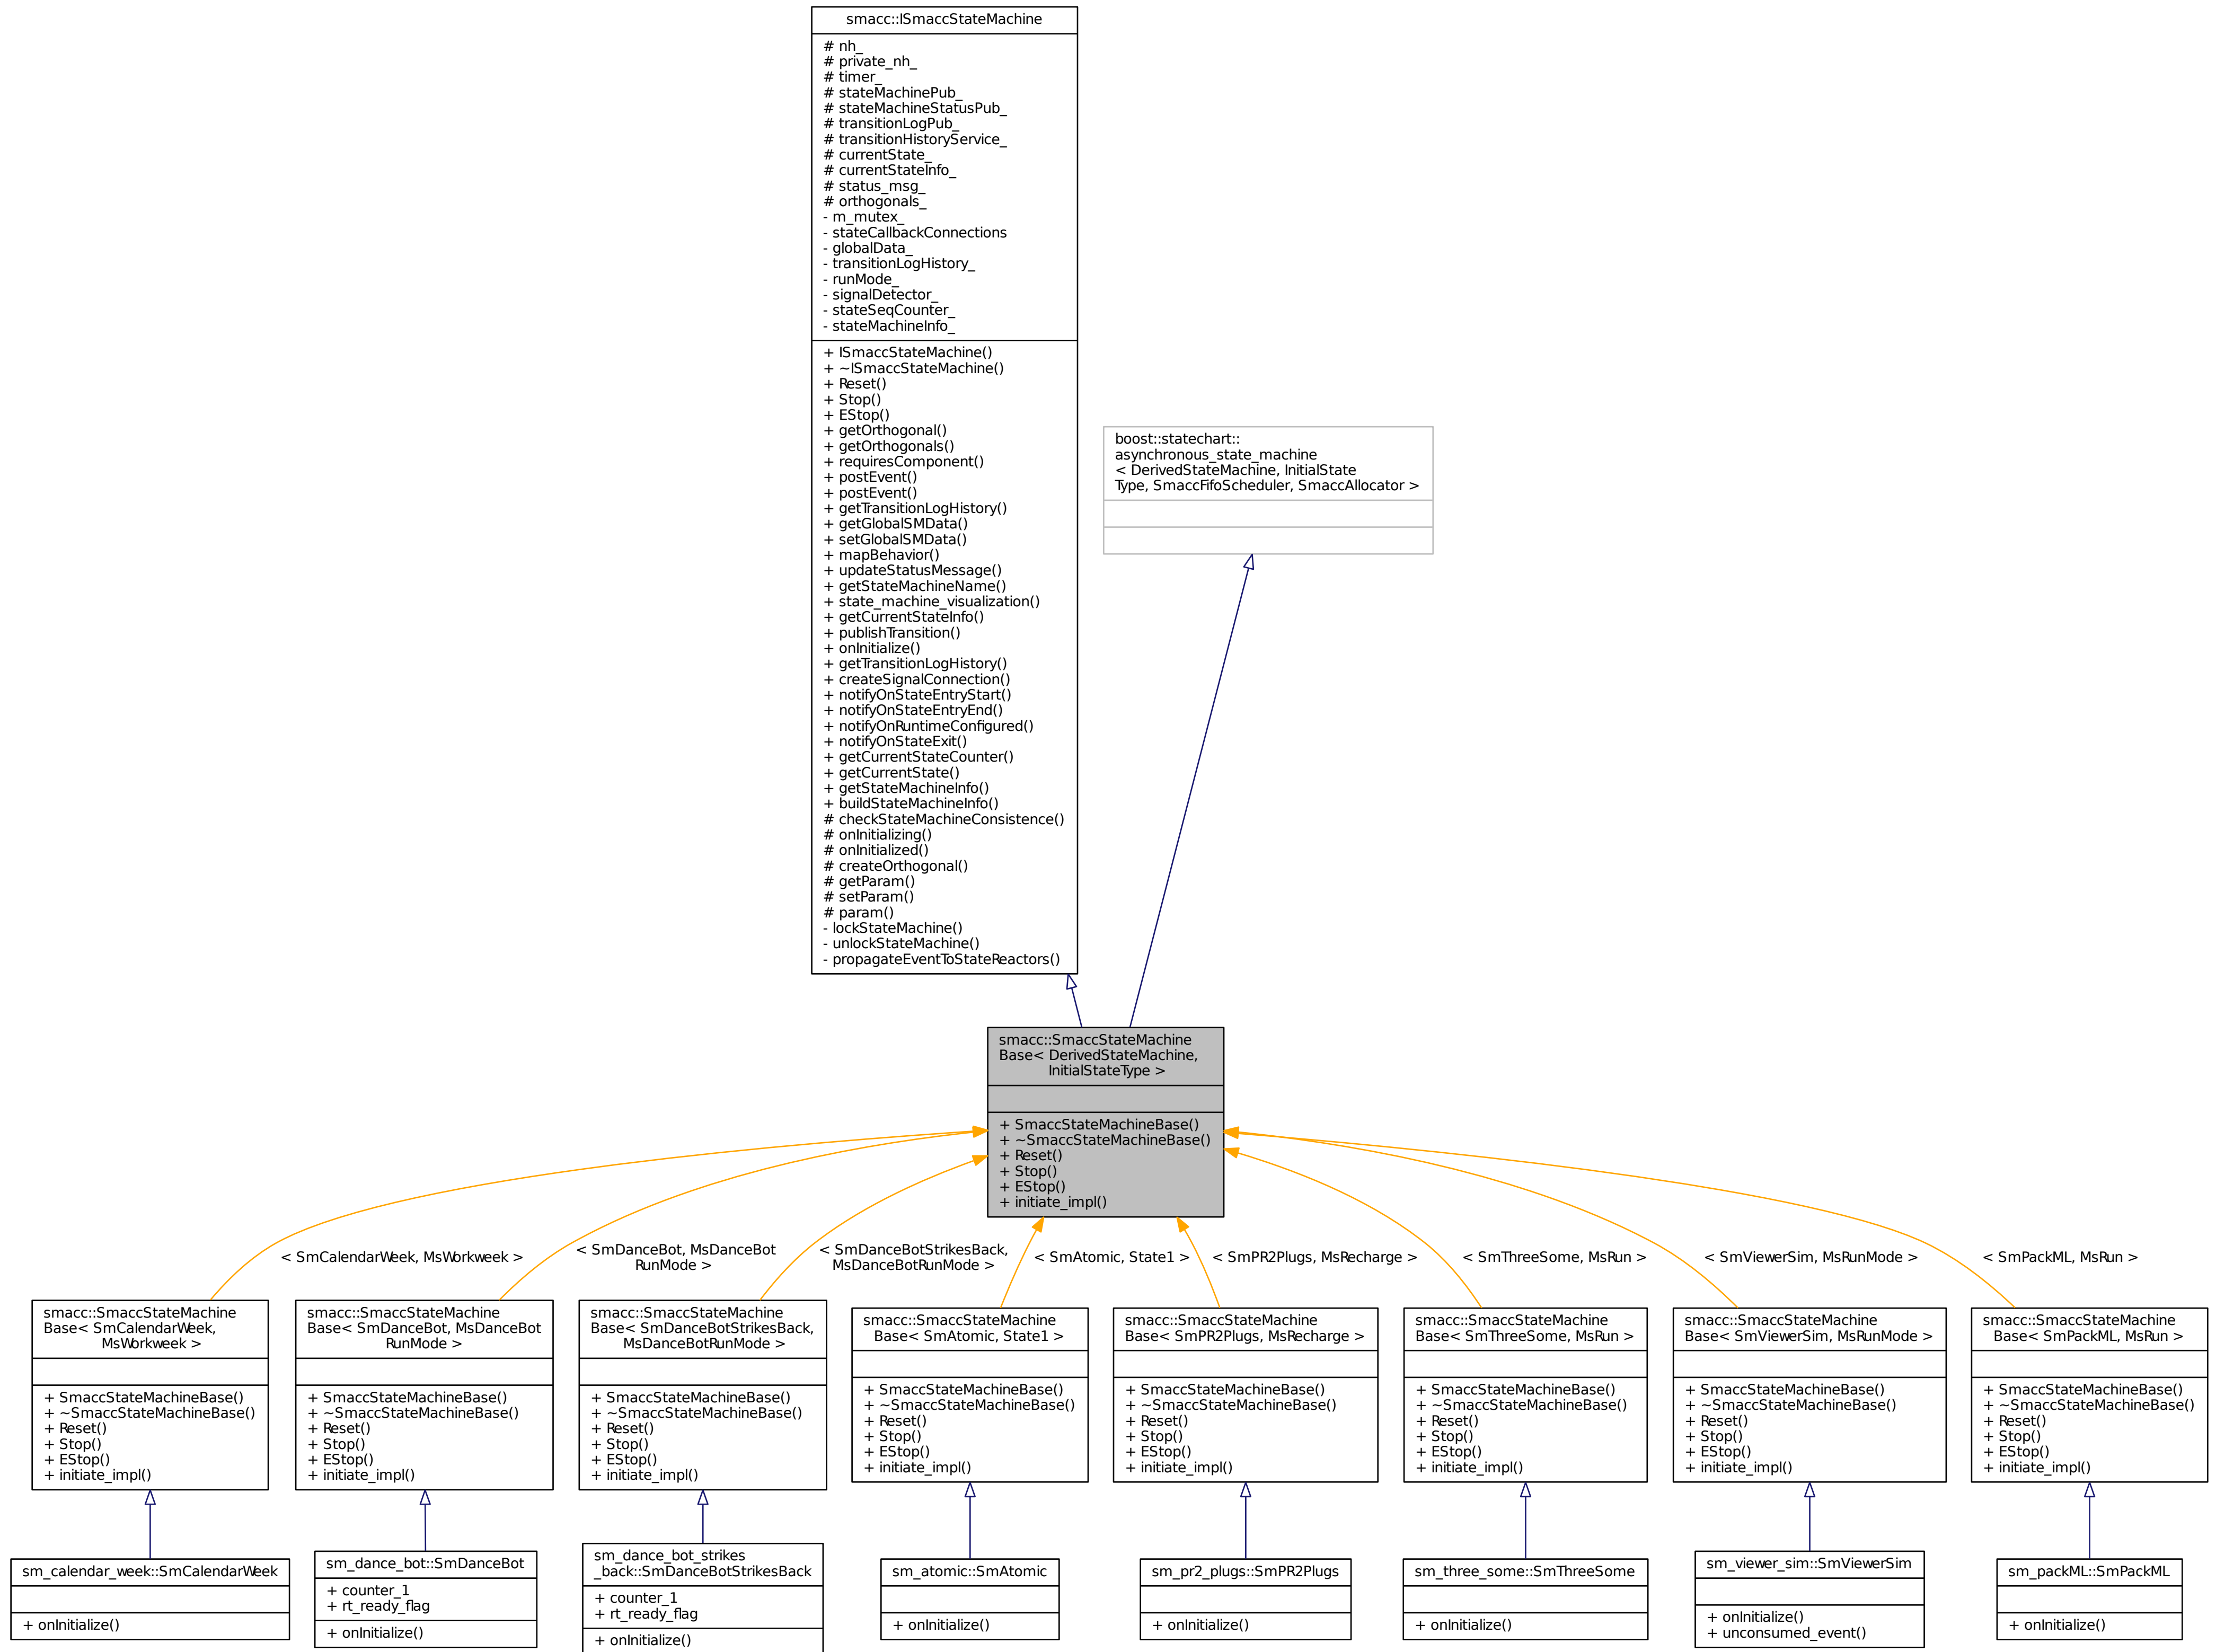 smacc::ISmaccStateMachine
# nh_
# private_nh_
# timer_
# stateMachinePub_
# stateMachineStatusPub_
# transitionLogPub_
# transitionHistoryService_
# currentState_
# currentStateInfo_
# status_msg_
# orthogonals_
- m_mutex_
- stateCallbackConnections
- globalData_
- transitionLogHistory_
- runMode_
- signalDetector_
- stateSeqCounter_
- stateMachineInfo_
+ ISmaccStateMachine()
+ ~ISmaccStateMachine()
+ Reset()
+ Stop()
+ EStop()
+ getOrthogonal()
+ getOrthogonals()
+ requiresComponent()
+ postEvent()
+ postEvent()
+ getTransitionLogHistory()
+ getGlobalSMData()
+ setGlobalSMData()
+ mapBehavior()
+ updateStatusMessage()
+ getStateMachineName()
+ state_machine_visualization()
+ getCurrentStateInfo()
+ publishTransition()
+ onInitialize()
+ getTransitionLogHistory()
+ createSignalConnection()
+ notifyOnStateEntryStart()
+ notifyOnStateEntryEnd()
+ notifyOnRuntimeConfigured()
+ notifyOnStateExit()
+ getCurrentStateCounter()
+ getCurrentState()
+ getStateMachineInfo()
+ buildStateMachineInfo()
# checkStateMachineConsistence()
# onInitializing()
# onInitialized()
# createOrthogonal()
# getParam()
# setParam()
# param()
- lockStateMachine()
- unlockStateMachine()
- propagateEventToStateReactors()
boost::statechart::
asynchronous_state_machine
< DerivedStateMachine, InitialState
Type, SmaccFifoScheduler, SmaccAllocator >
smacc::SmaccStateMachine
Base< DerivedStateMachine,
InitialStateType >
+ SmaccStateMachineBase()
+ ~SmaccStateMachineBase()
+ Reset()
+ Stop()
+ EStop()
+ initiate_impl()
< SmCalendarWeek, MsWorkweek >
< SmDanceBot, MsDanceBot
RunMode >
< SmDanceBotStrikesBack,
MsDanceBotRunMode >
< SmAtomic, State1 >
< SmPR2Plugs, MsRecharge >
< SmThreeSome, MsRun >
< SmViewerSim, MsRunMode >
< SmPackML, MsRun >
smacc::SmaccStateMachine
Base< SmCalendarWeek,
MsWorkweek >
+ SmaccStateMachineBase()
+ ~SmaccStateMachineBase()
+ Reset()
+ Stop()
+ EStop()
+ initiate_impl()
smacc::SmaccStateMachine
Base< SmDanceBot, MsDanceBot
RunMode >
+ SmaccStateMachineBase()
+ ~SmaccStateMachineBase()
+ Reset()
+ Stop()
+ EStop()
+ initiate_impl()
smacc::SmaccStateMachine
Base< SmDanceBotStrikesBack,
MsDanceBotRunMode >
+ SmaccStateMachineBase()
+ ~SmaccStateMachineBase()
+ Reset()
+ Stop()
+ EStop()
+ initiate_impl()
smacc::SmaccStateMachine
Base< SmAtomic, State1 >
+ SmaccStateMachineBase()
+ ~SmaccStateMachineBase()
+ Reset()
+ Stop()
+ EStop()
+ initiate_impl()
smacc::SmaccStateMachine
Base< SmPR2Plugs, MsRecharge >
+ SmaccStateMachineBase()
+ ~SmaccStateMachineBase()
+ Reset()
+ Stop()
+ EStop()
+ initiate_impl()
smacc::SmaccStateMachine
Base< SmThreeSome, MsRun >
+ SmaccStateMachineBase()
+ ~SmaccStateMachineBase()
+ Reset()
+ Stop()
+ EStop()
+ initiate_impl()
smacc::SmaccStateMachine
Base< SmViewerSim, MsRunMode >
+ SmaccStateMachineBase()
+ ~SmaccStateMachineBase()
+ Reset()
+ Stop()
+ EStop()
+ initiate_impl()
smacc::SmaccStateMachine
Base< SmPackML, MsRun >
+ SmaccStateMachineBase()
+ ~SmaccStateMachineBase()
+ Reset()
+ Stop()
+ EStop()
+ initiate_impl()
sm_calendar_week::SmCalendarWeek
+ onInitialize()
sm_dance_bot::SmDanceBot
+ counter_1
+ rt_ready_flag
+ onInitialize()
sm_dance_bot_strikes
_back::SmDanceBotStrikesBack
+ counter_1
+ rt_ready_flag
+ onInitialize()
sm_atomic::SmAtomic
+ onInitialize()
sm_pr2_plugs::SmPR2Plugs
+ onInitialize()
sm_three_some::SmThreeSome
+ onInitialize()
sm_viewer_sim::SmViewerSim
+ onInitialize()
+ unconsumed_event()
sm_packML::SmPackML
+ onInitialize()